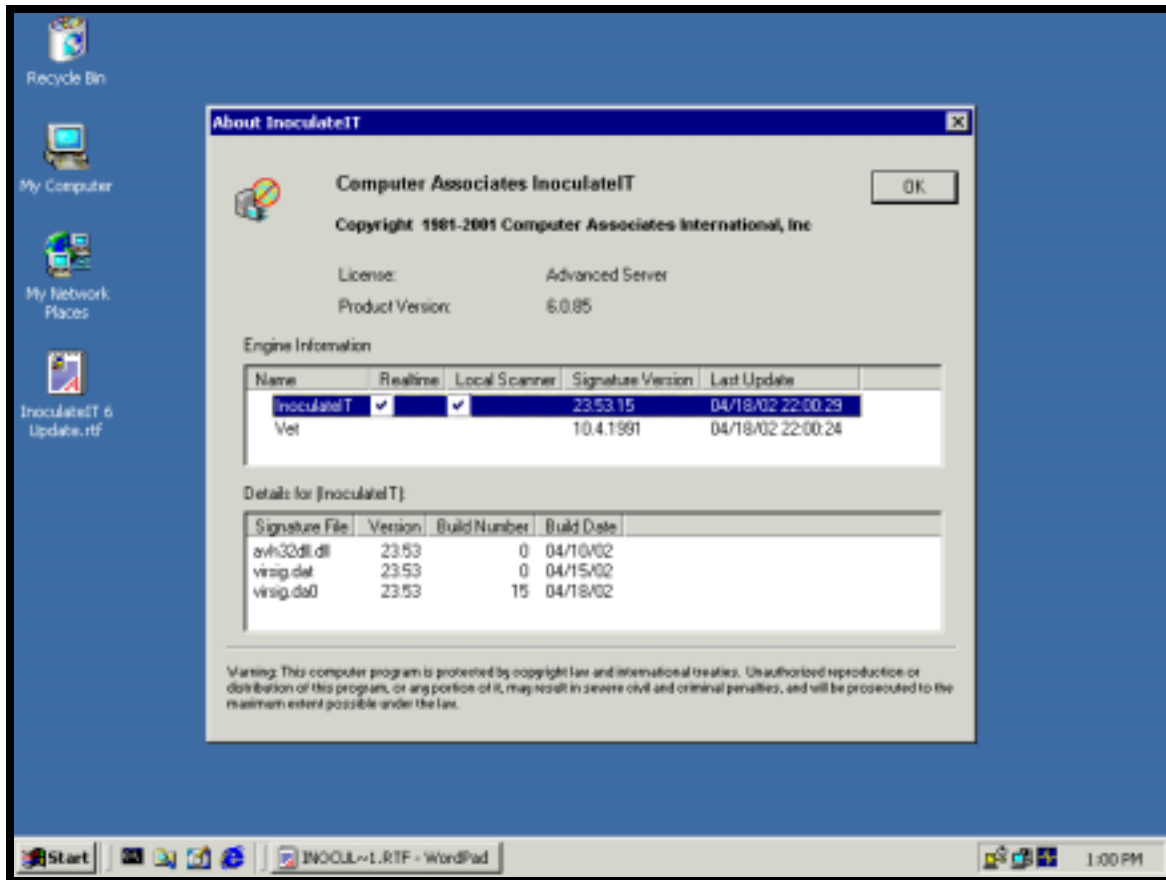 Recycle Bin
My Computer
My Network
Places
InoculateIT 6
Update.rtf
About InoculateIT
Computer Associates InoculateIT
OK
Copyright 1981-2001 Computer Associates International, Inc
License: Advanced Server
Product Version: 6.0.85
Engine Information
Name Realtime Local Scanner Signature Version Last Update
InoculateIT 23.53.15 04/18/02 22:00:29
Vet 10.4.1991 04/18/02 22:00:24
Details for [InoculateIT]:
Signature File Version Build Number Build Date
avh32dll.dll 23.53 0 04/10/02
virsig.dat 23.53 0 04/15/02
virsig.da0 23.53 15 04/18/02
Warning: This computer program is protected by copyright law and international treaties. Unauthorized reproduction or
distribution of this program, or any portion of it, may result in severe civil and criminal penalties, and will be prosecuted to the
maximum extent possible under the law.
Start
INOCUL~1.RTF - WordPad
1:00 PM